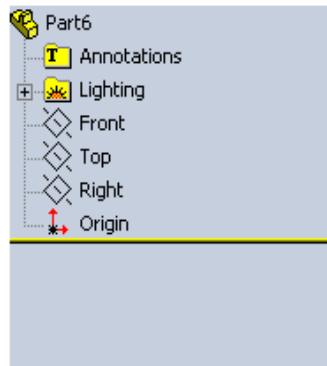 Part6
Annotations
Lighting
Front
Top
Right
Origin